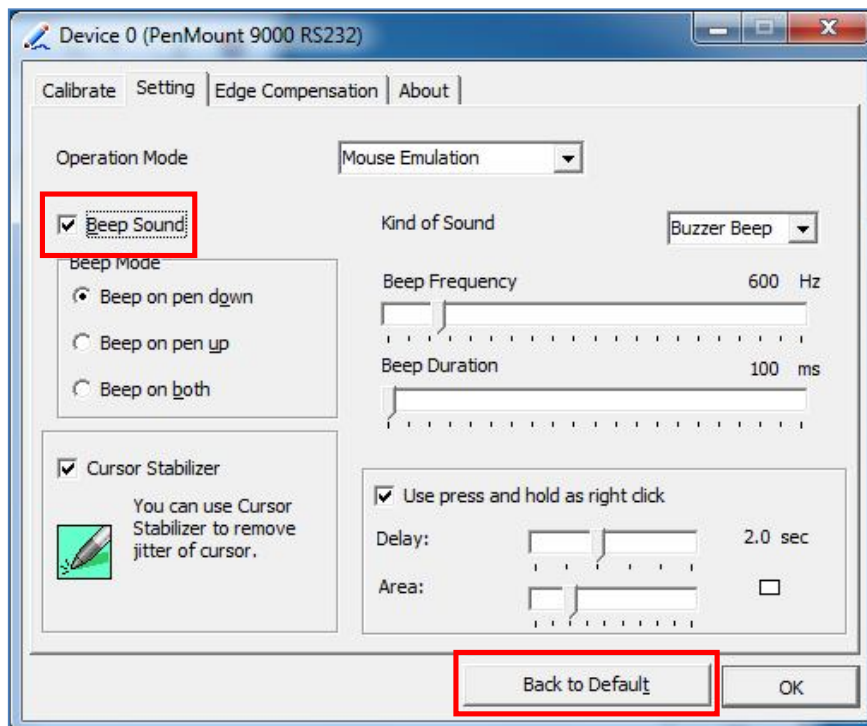 Device 0 (PenMount 9000 RS232)
Calibrate Setting Edge Compensation About
Operation Mode Mouse Emulation
Beep Sound Kind of Sound Buzzer Beep
Beep Mode
Beep on pen down
Beep on pen up
Beep on both
Beep Frequency 600 Hz
Beep Duration 100 ms
Cursor Stabilizer
You can use Cursor
Stabilizer to remove
jitter of cursor.
Use press and hold as right click
Delay: 2.0 sec
Area:
Back to Default OK